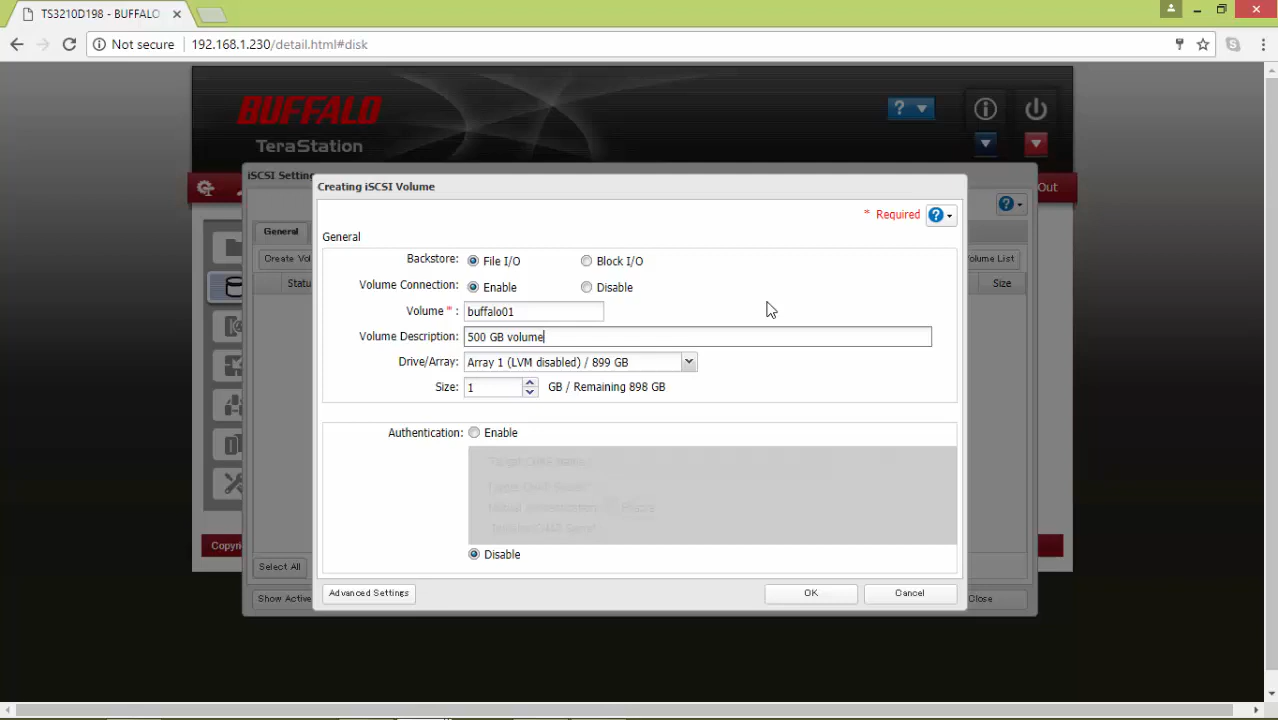 TS3210D198 - BUFFALO
Not secure
192.168.1.230/detail.html#disk
BUFFALO
TeraStation
?
Out
iSCSI Settin
Creating iSCSI Volume
* Required
?
?
General
General
Create Vol
olume List
Statu
Size
Backstore: File I/O Block I/O
Volume Connection: Enable Disable
Volume * : buffalo01
Volume Description: 500 GB volume
Drive/Array: Array 1 (LVM disabled) / 899 GB
Size: 1 GB / Remaining 898 GB
Authentication: Enable
Disable
Copyri
Select All
Show Active
Close
Advanced Settings
OK
Cancel